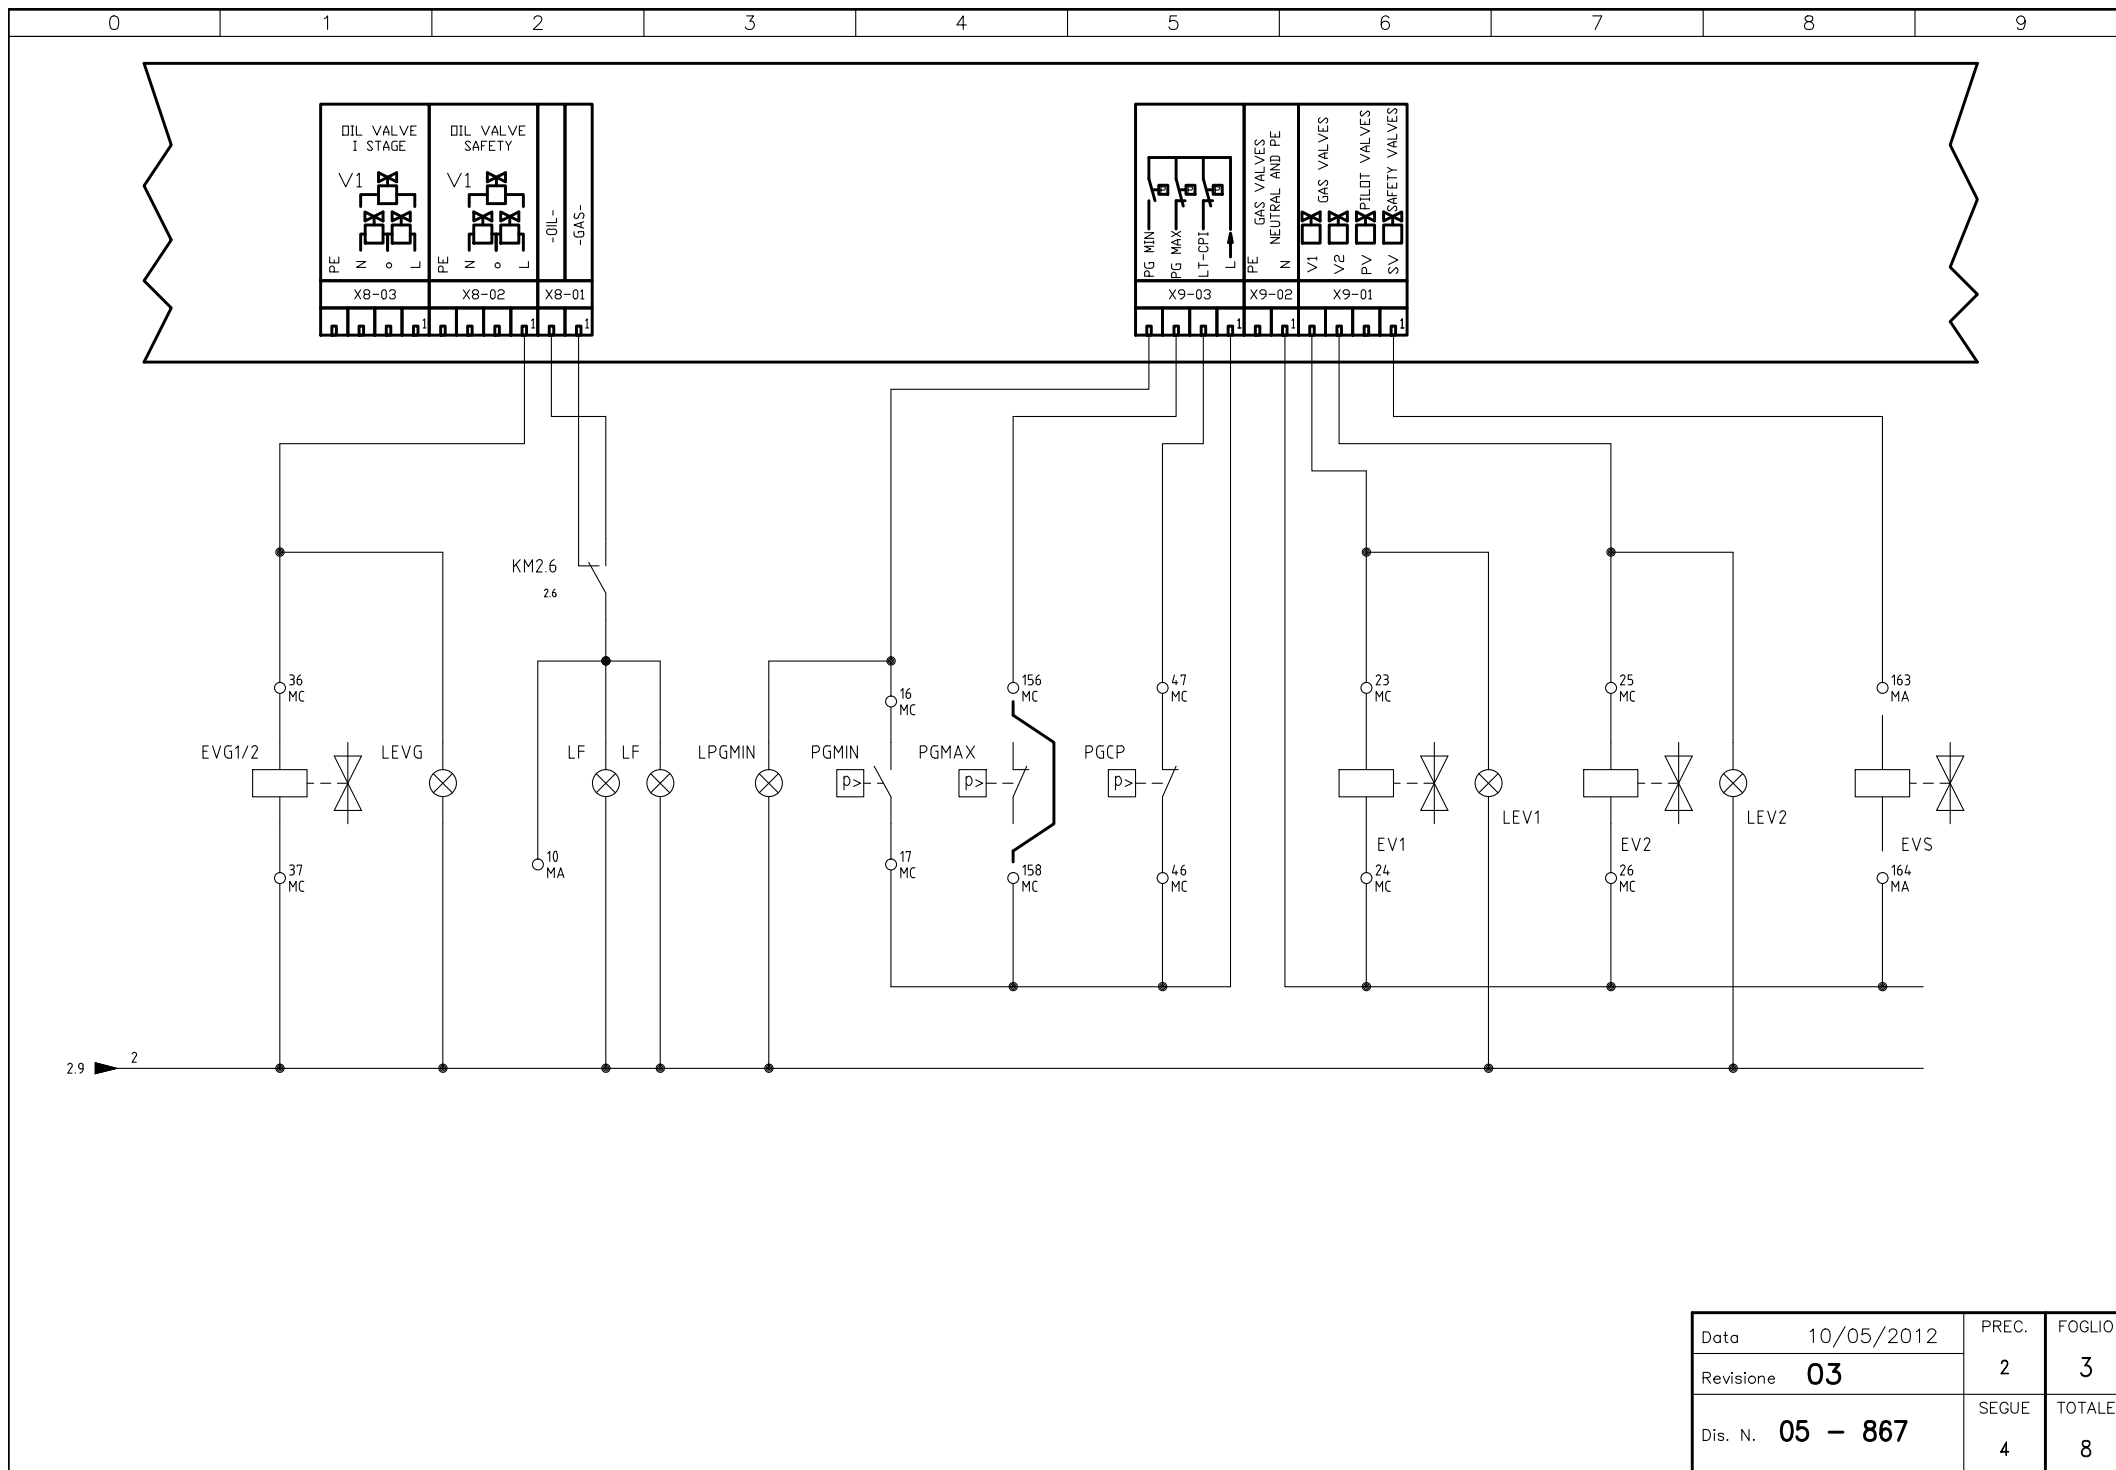 0 1 2 3 4 5 6 7 8 9
OIL VALVE
I STAGE
V1
PE N o L
X8-03
1
OIL VALVE
SAFETY
V1
PE N o L
X8-02
1
-OIL-
-GAS-
X8-01
1
PG MIN
PG MAX
LT-CPI
L
X9-03
1
GAS VALVES
NEUTRAL AND PE
PE N
X9-02
1
GAS VALVES
PILOT VALVES
SAFETY VALVES
V1 V2 PV SV
X9-01
1
KM2.6
2.6
36
MC
16
MC
156
MC
47
MC
23
MC
25
MC
163
MA
EVG1/2 LEVG LF LF LPGMIN PGMIN PGMAX PGCP
p> p> p>
LEV1 LEV2
EV1 EV2 EVS
37
MC
10
MA
17
MC
158
MC
46
MC
24
MC
26
MC
164
MA
2.9 2
Data 10/05/2012
Revisione 03
Dis. N. 05 - 867
PREC.
2
FOGLIO
3
SEGUE
4
TOTALE
8